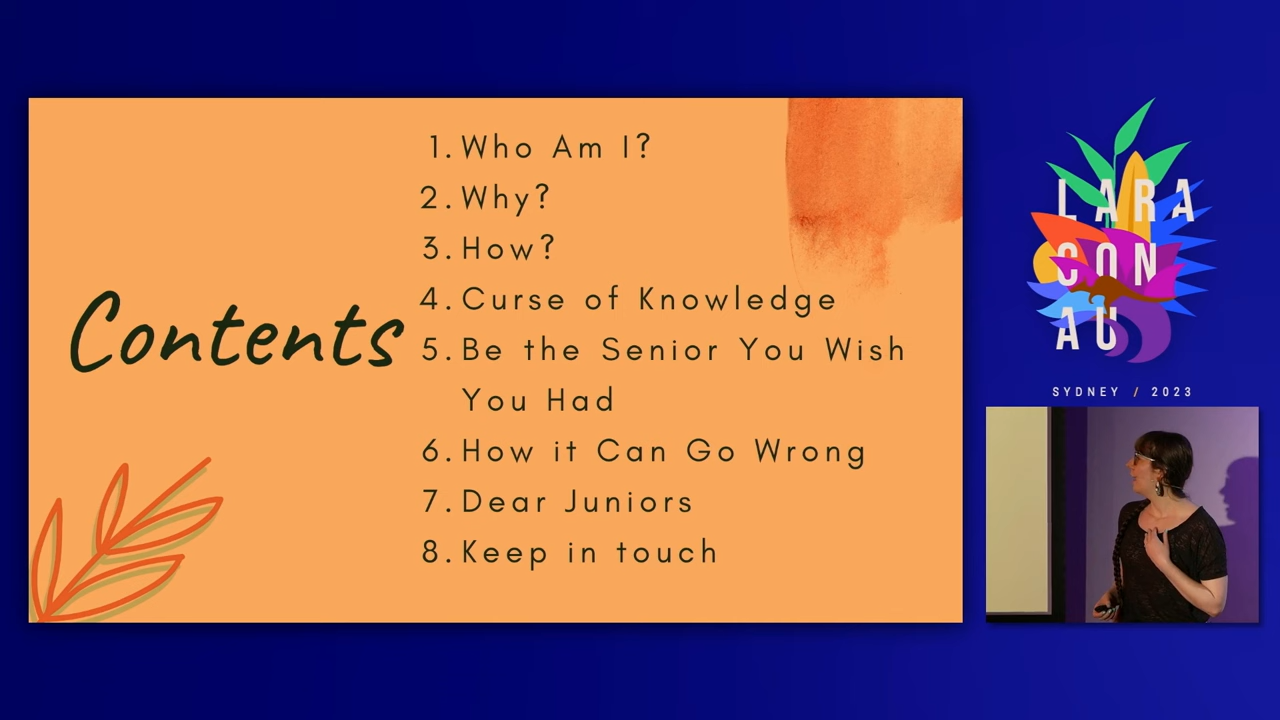 Contents
1. Who Am I?
2. Why?
3. How?
4. Curse of Knowledge
5. Be the Senior You Wish
You Had
6. How it Can Go Wrong
7. Dear Juniors
8. Keep in touch
LARA
CON
AU
SYDNEY / 2023